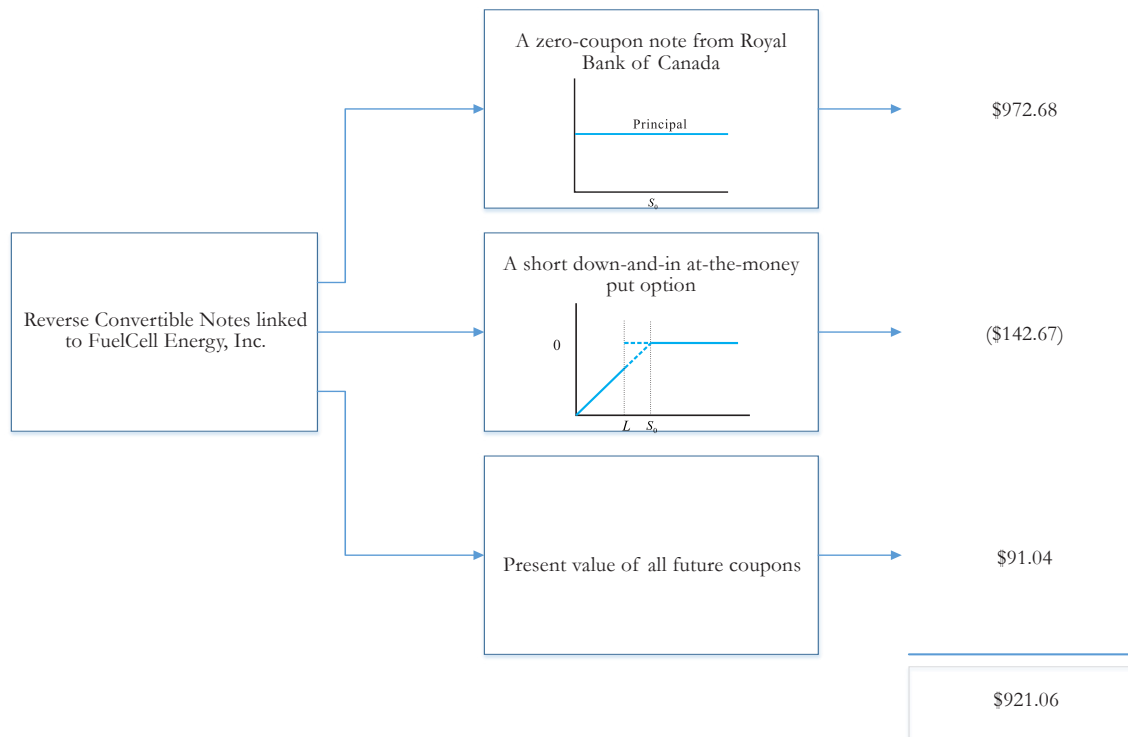 A zero-coupon note from Royal
Bank of Canada
Principal
S₀
$972.68
Reverse Convertible Notes linked
to FuelCell Energy, Inc.
A short down-and-in at-the-money
put option
0
L S₀
($142.67)
Present value of all future coupons
$91.04
$921.06